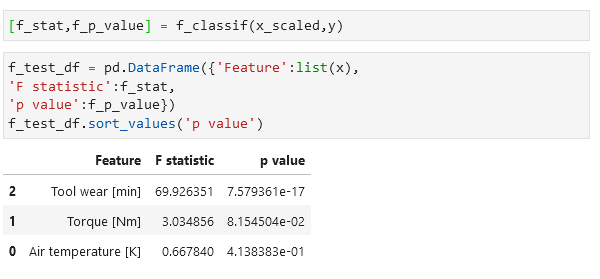 [f_stat,f_p_value] = f_classif(x_scaled,y)
f_test_df = pd.DataFrame({'Feature':list(x),
'F statistic':f_stat,
'p value':f_p_value})
f_test_df.sort_values('p value')
Feature F statistic p value
2 Tool wear [min] 69.926351 7.579361e-17
1 Torque [Nm] 3.034856 8.154504e-02
0 Air temperature [K] 0.667840 4.138383e-01